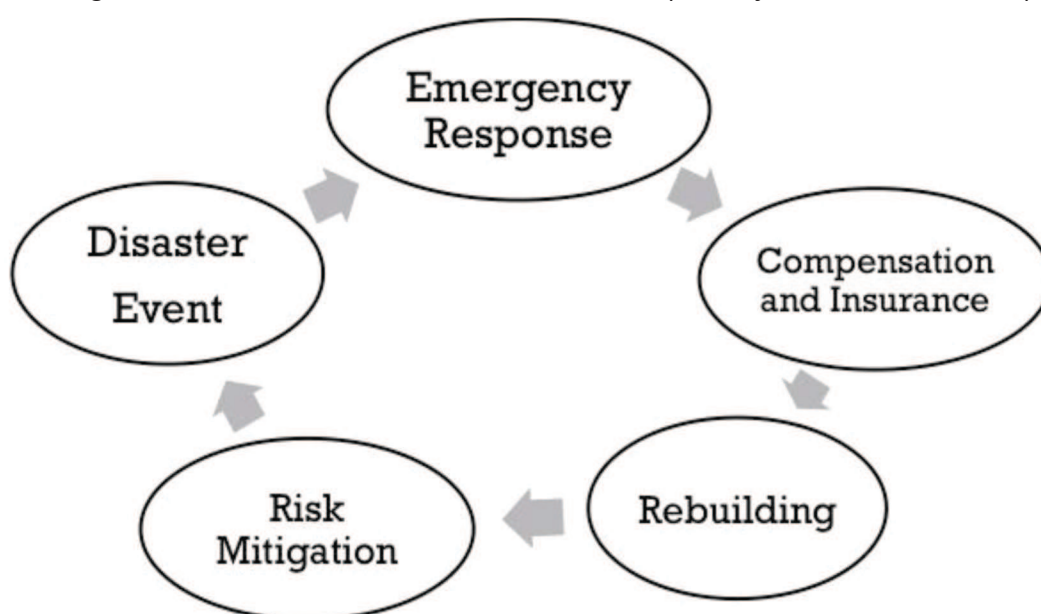 Emergency
Response
Disaster
Event
Compensation
and Insurance
Risk
Mitigation
Rebuilding